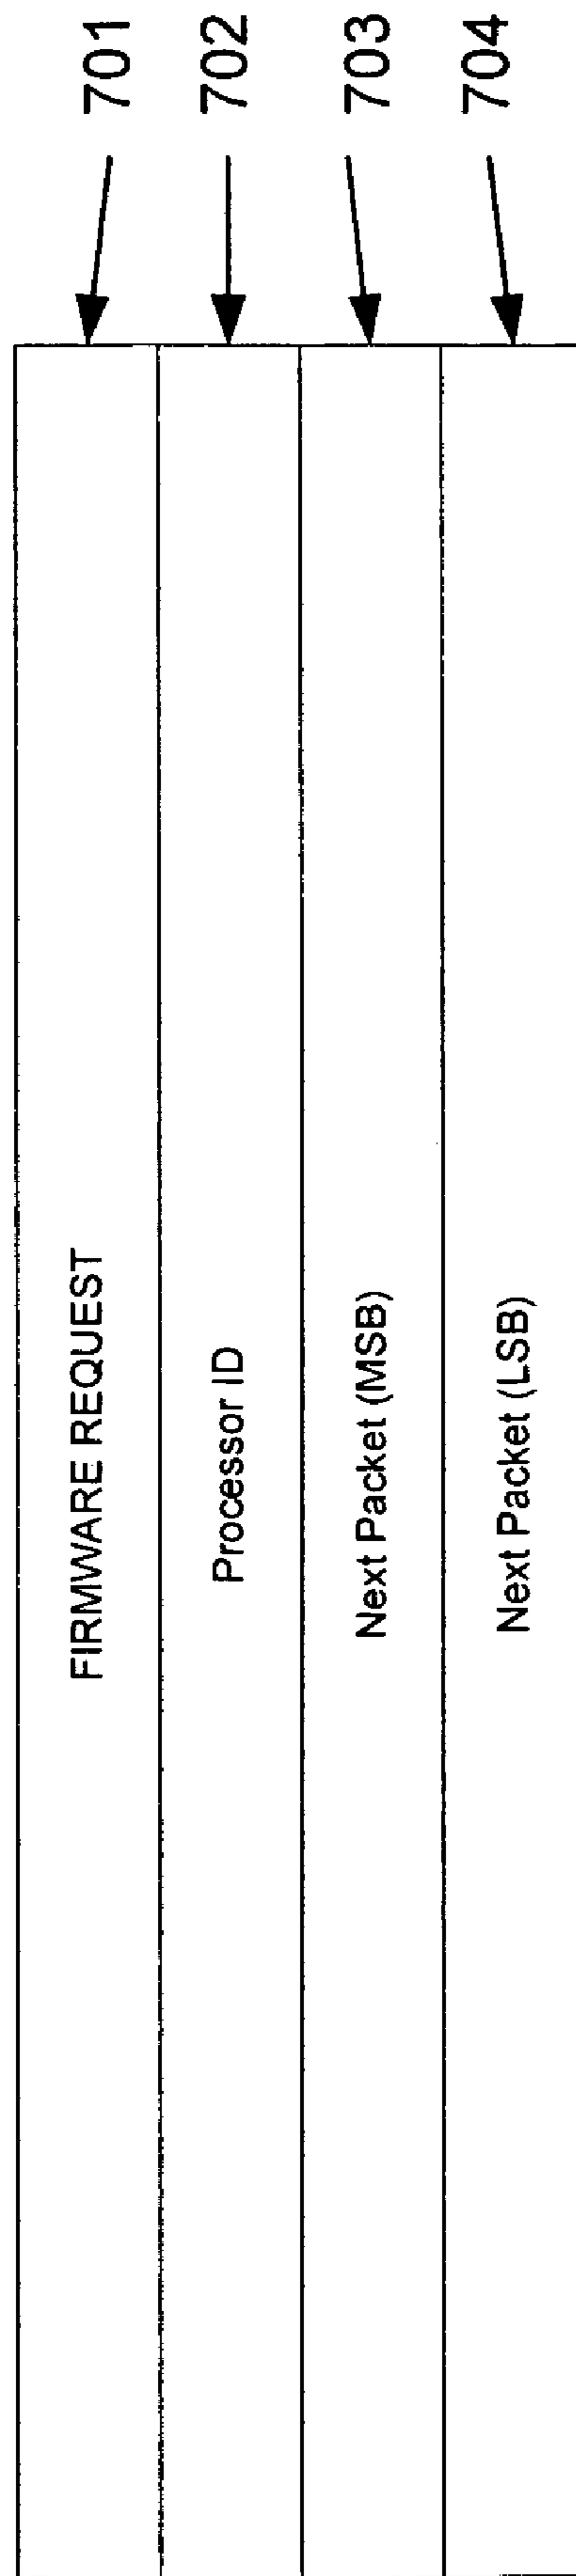 FIRMWARE REQUEST 701
Processor ID 702
Next Packet (MSB) 703
Next Packet (LSB) 704